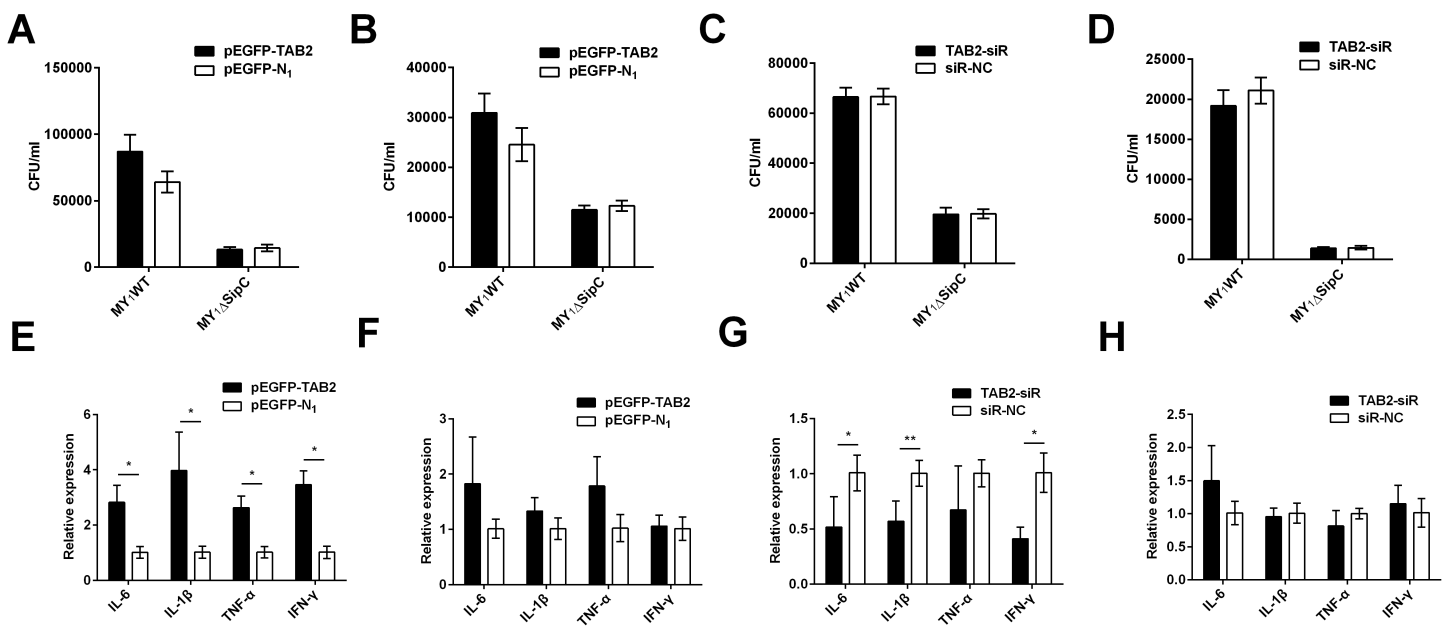 A
pEGFP-TAB2
pEGFP-N₁
150000
100000
50000
0
CFU/ml
MY₁WT
MY₁ΔSipC
B
pEGFP-TAB2
pEGFP-N₁
40000
30000
20000
10000
0
CFU/ml
MY₁WT
MY₁ΔSipC
C
TAB2-siR
siR-NC
80000
60000
40000
20000
0
CFU/ml
MY₁WT
MY₁ΔSipC
D
TAB2-siR
siR-NC
25000
20000
15000
10000
5000
0
CFU/ml
MY₁WT
MY₁ΔSipC
E
pEGFP-TAB2
pEGFP-N₁
6
4
2
0
Relative expression
*
*
*
*
IL-6
IL-1β
TNF-α
IFN-γ
F
pEGFP-TAB2
pEGFP-N₁
3
2
1
0
Relative expression
IL-6
IL-1β
TNF-α
IFN-γ
G
TAB2-siR
siR-NC
1.5
1.0
0.5
0.0
Relative expression
*
**
*
IL-6
IL-1β
TNF-α
IFN-γ
H
TAB2-siR
siR-NC
2.5
2.0
1.5
1.0
0.5
0.0
Relative expression
IL-6
IL-1β
TNF-α
IFN-γ